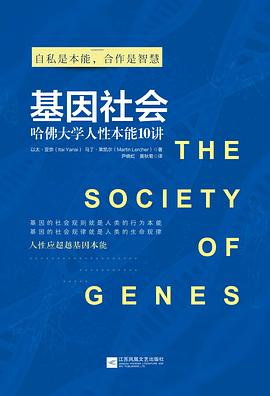 自私是本能，合作是智慧
基因社会
哈佛大学人性本能10讲
以太·亚奈（Itai Yanai） 马丁·莱凯尔（Martin Lercher）著
尹晓虹 黄秋菊 译
THE
SOCIETY
OF
GENES
基因的社会规则就是人类的行为本能
基因的社会规律就是人类的生命规律
人性应超越基因本能
江苏凤凰文艺出版社